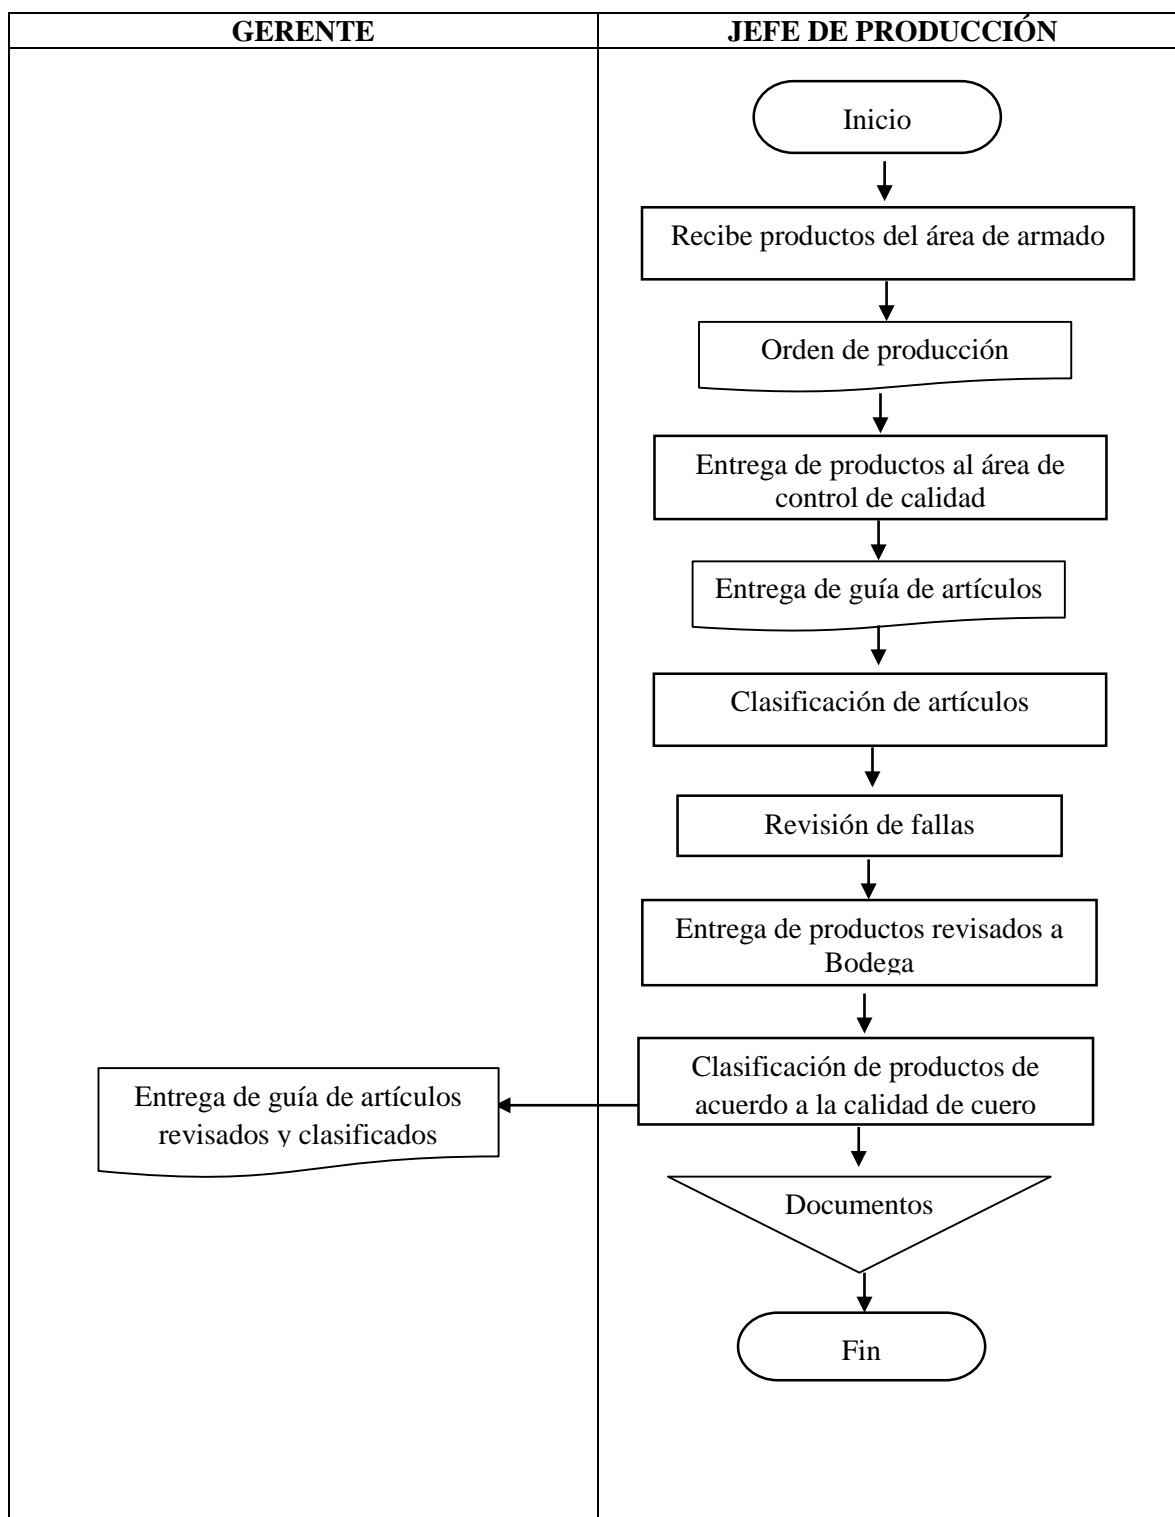 GERENTE
JEFE DE PRODUCCIÓN
Inicio
Recibe productos del área de armado
Orden de producción
Entrega de productos al área de
control de calidad
Entrega de guía de artículos
Clasificación de artículos
Revisión de fallas
Entrega de productos revisados a
Bodega
Clasificación de productos de
acuerdo a la calidad de cuero
Entrega de guía de artículos
revisados y clasificados
Documentos
Fin